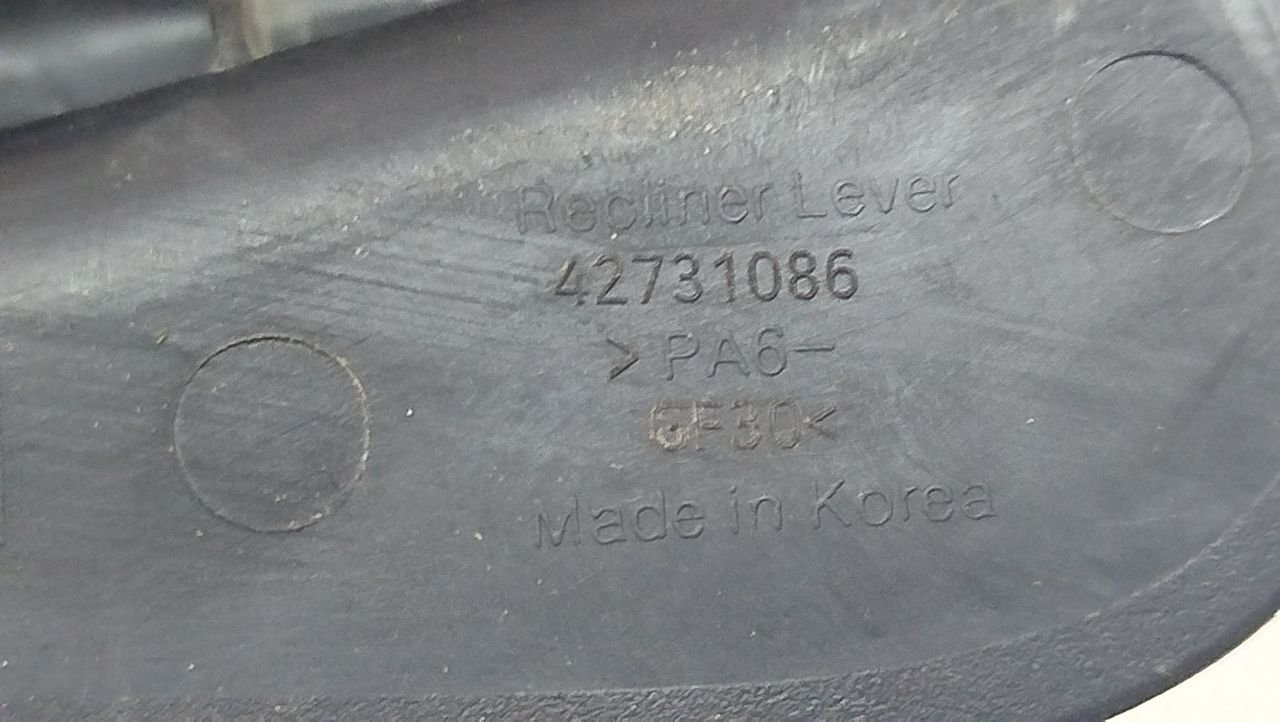 Recliner Lever
42731086
>PA6-
GF30<
Made in Korea